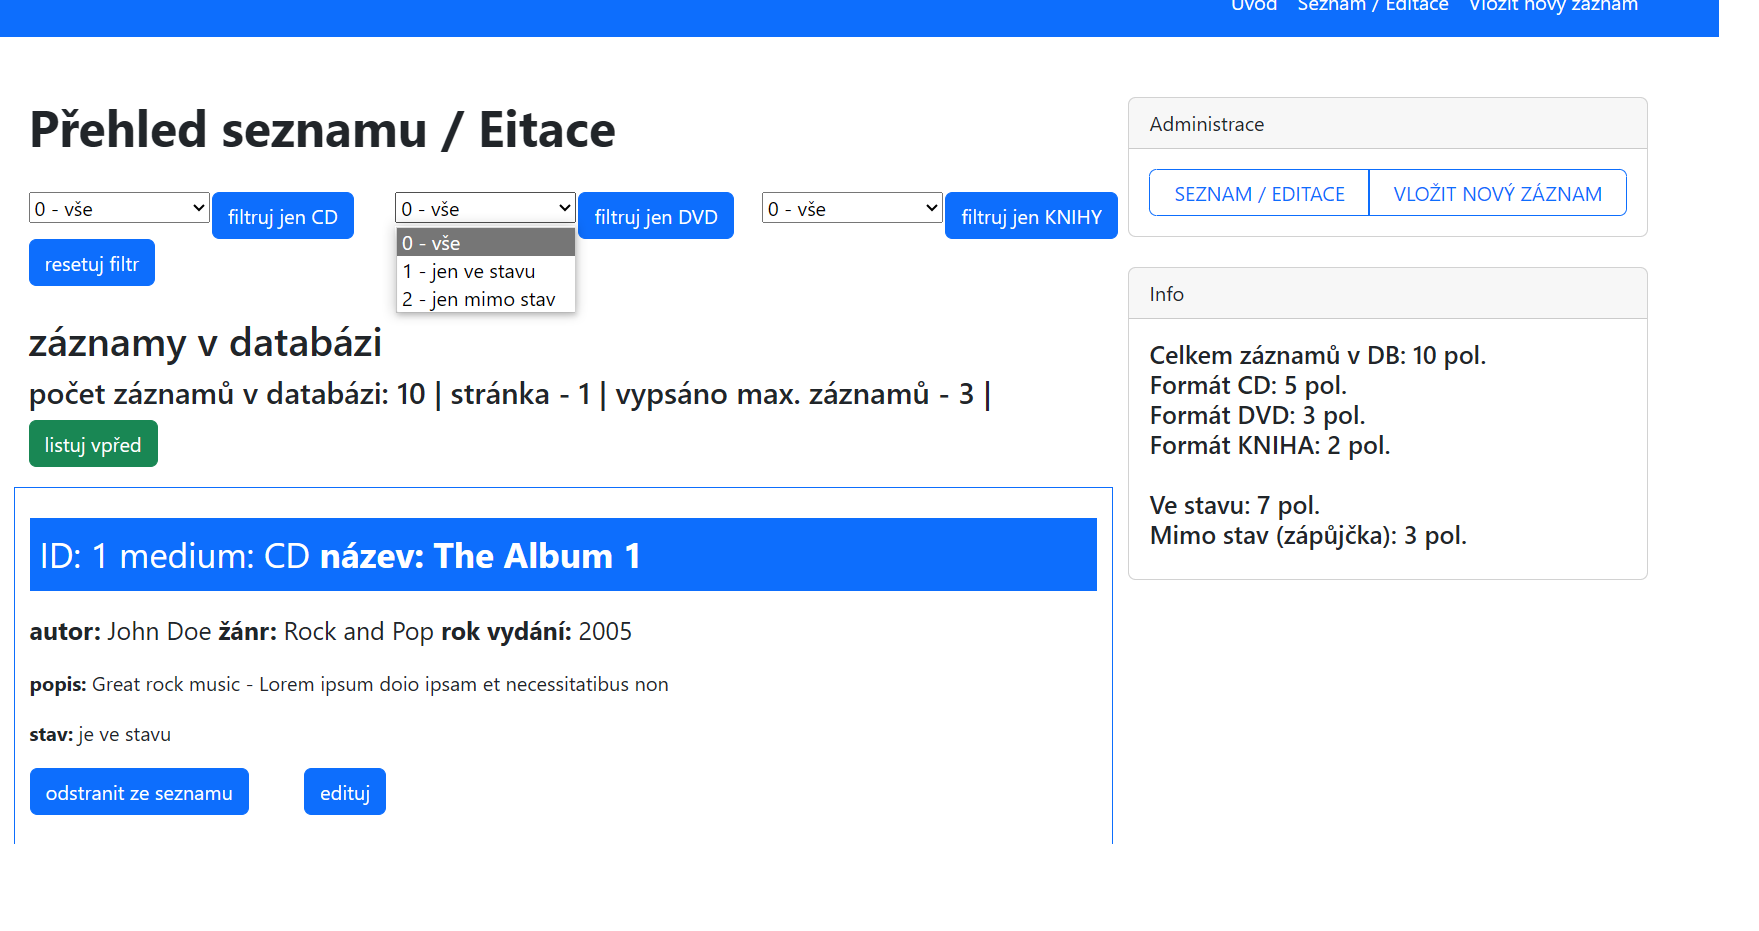 Úvod Seznam / Editace Vložit nový záznam
Přehled seznamu / Eitace
0 - vše filtruj jen CD 0 - vše filtruj jen DVD 0 - vše filtruj jen KNIHY
0 - vše
1 - jen ve stavu
2 - jen mimo stav
resetuj filtr
záznamy v databázi
počet záznamů v databázi: 10 | stránka - 1 | vypsáno max. záznamů - 3 |
listuj vpřed
ID: 1 medium: CD název: The Album 1
autor: John Doe žánr: Rock and Pop rok vydání: 2005
popis: Great rock music - Lorem ipsum doio ipsam et necessitatibus non
stav: je ve stavu
odstranit ze seznamu edituj
Administrace
SEZNAM / EDITACE VLOŽIT NOVÝ ZÁZNAM
Info
Celkem záznamů v DB: 10 pol.
Formát CD: 5 pol.
Formát DVD: 3 pol.
Formát KNIHA: 2 pol.
Ve stavu: 7 pol.
Mimo stav (zápůjčka): 3 pol.